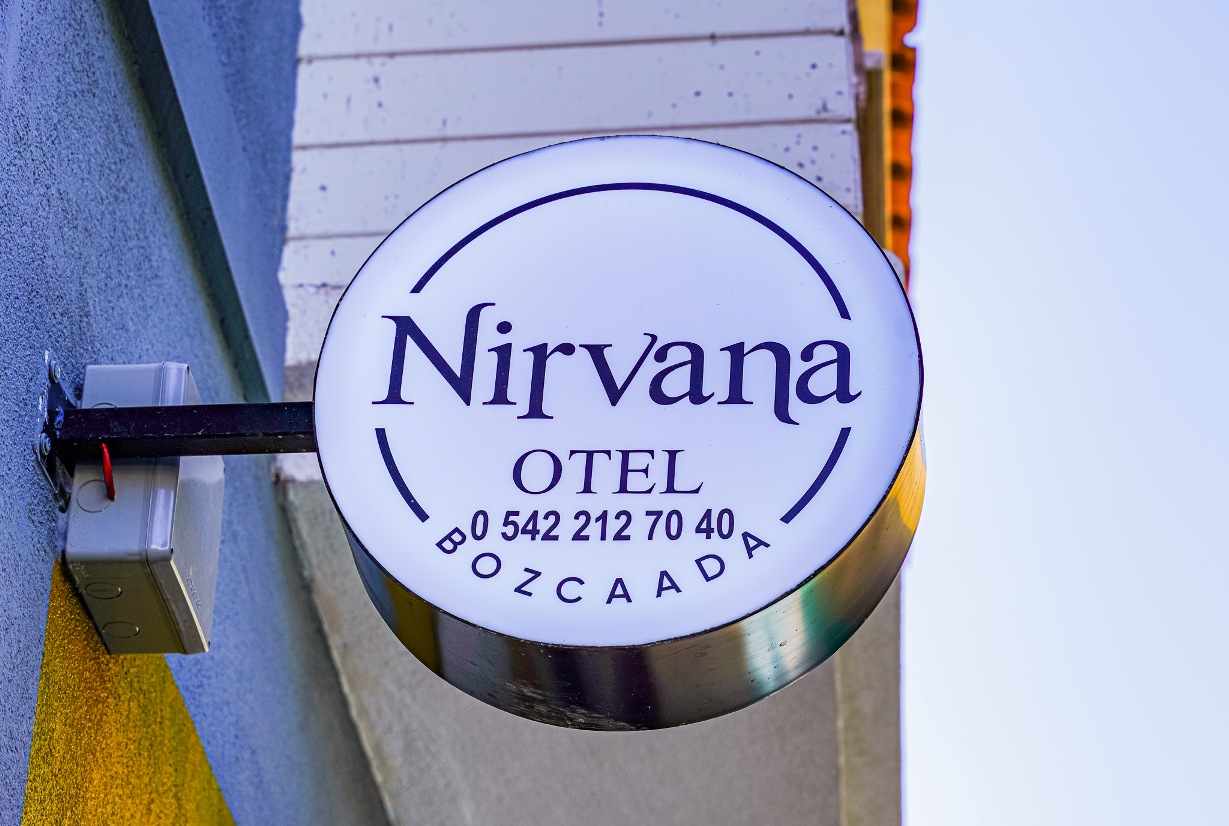 Nirvana
OTEL
0 542 212 70 40
BOZCAADA